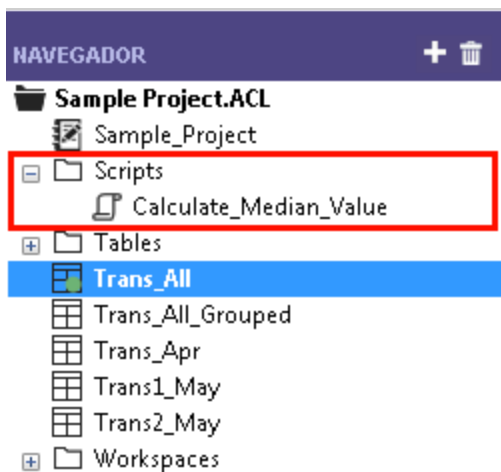 NAVEGADOR
Sample Project.ACL
Sample_Project
Scripts
Calculate_Median_Value
Tables
Trans_All
Trans_All_Grouped
Trans_Apr
Trans1_May
Trans2_May
Workspaces